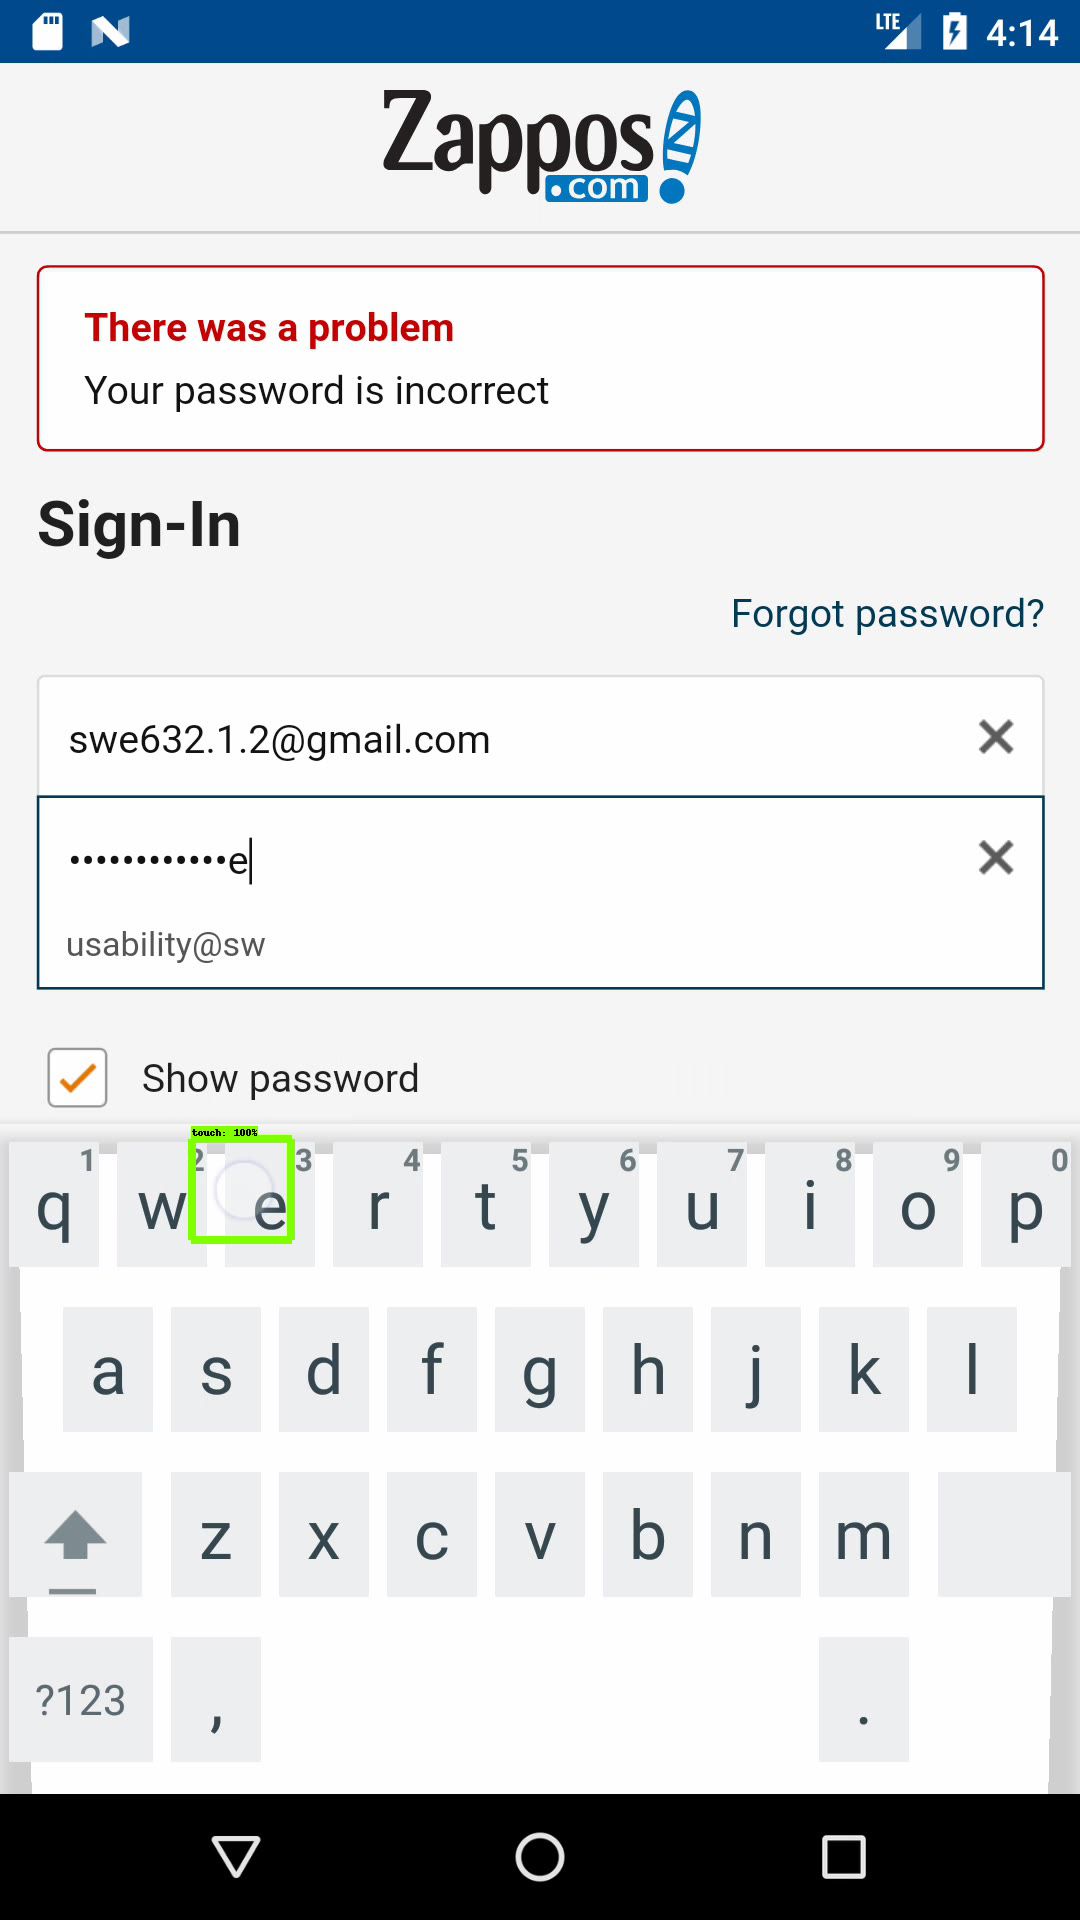 LTE 4:14
Zappos
.com
There was a problem
Your password is incorrect
Sign-In
Forgot password?
swe632.1.2@gmail.com
••••••••••••e
usability@sw
Show password
touch: 100%
1 2 3 4 5 6 7 8 9 0
q w e r t y u i o p
a s d f g h j k l
z x c v b n m
?123 , .